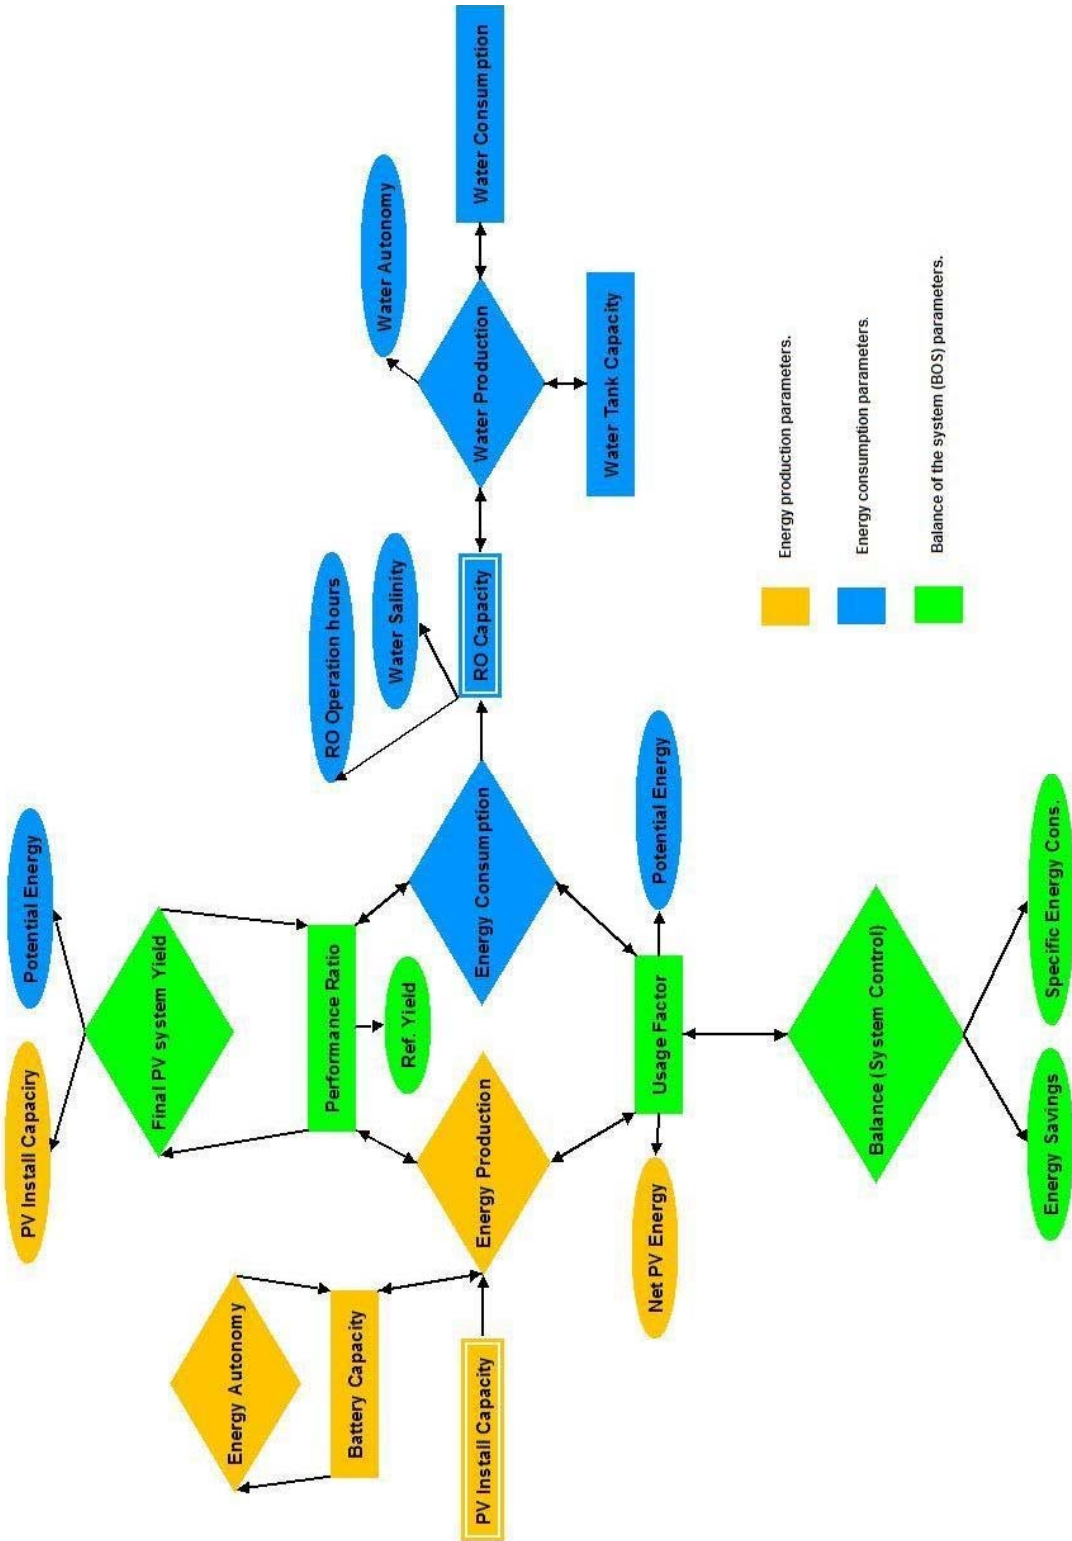 PV Install Capaciry
Potential Energy
Final PV system Yield
Energy Autonomy
Performance Ratio
RO Operation hours
Battery Capacity
Ref. Yield
Water Salinity
Water Autonomy
PV Install Capacity
Energy Production
Energy Consumption
RO Capacity
Water Production
Water Consumption
Water Tank Capacity
Net PV Energy
Usage Factor
Potential Energy
Energy production parameters.
Energy consumption parameters.
Balance of the system (BOS) parameters.
Balance (System Control)
Energy Savings
Specific Energy Cons.